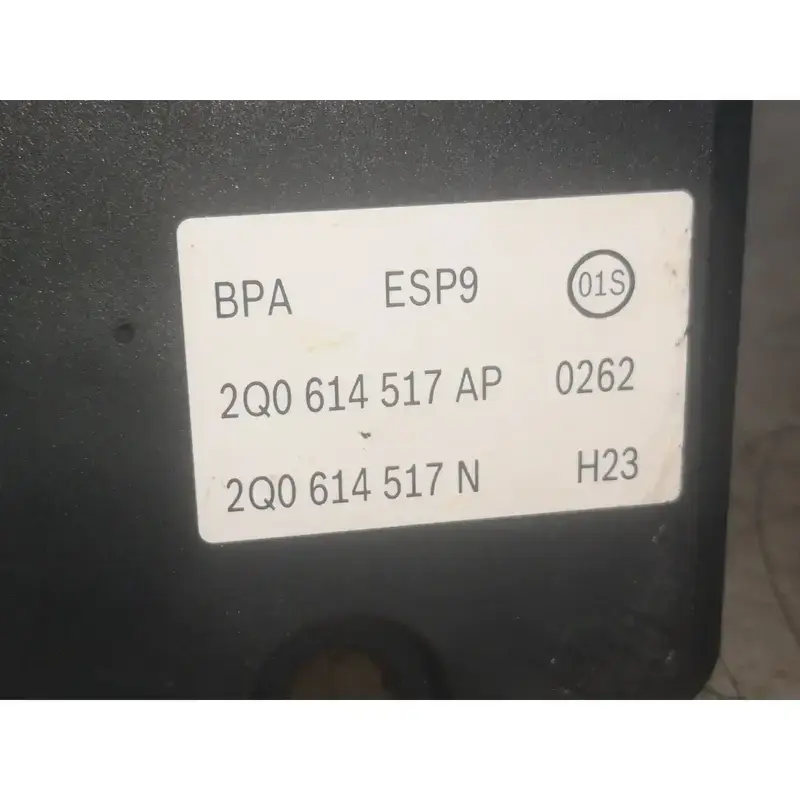 BPA ESP9 01S
2Q0 614 517 AP 0262
2Q0 614 517 N H23